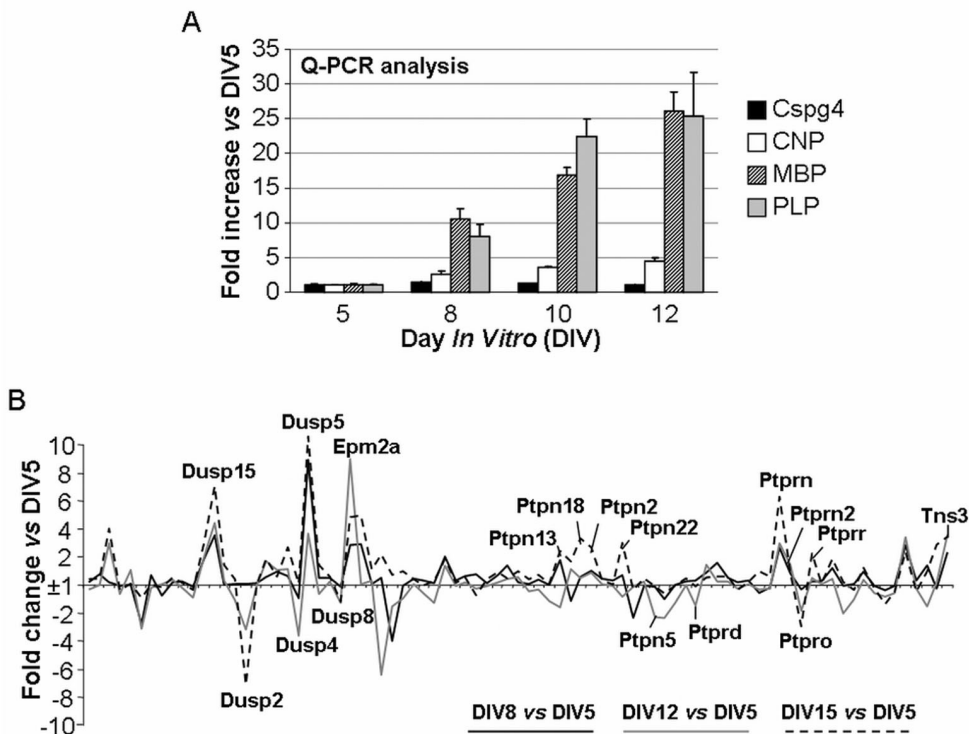 A
Q-PCR analysis
Fold increase vs DIV5
35
30
25
20
15
10
5
0
5 8 10 12
Day In Vitro (DIV)
Cspg4
CNP
MBP
PLP
B
Fold change vs DIV5
10
8
6
4
2
±1
-2
-4
-6
-8
-10
Dusp15
Dusp2
Dusp5
Dusp4
Epm2a
Dusp8
Ptpn13
Ptpn18
Ptpn2
Ptpn22
Ptpn5
Ptprd
Ptprn
Ptprn2
Ptprr
Ptpro
Tns3
DIV8 vs DIV5 DIV12 vs DIV5 DIV15 vs DIV5